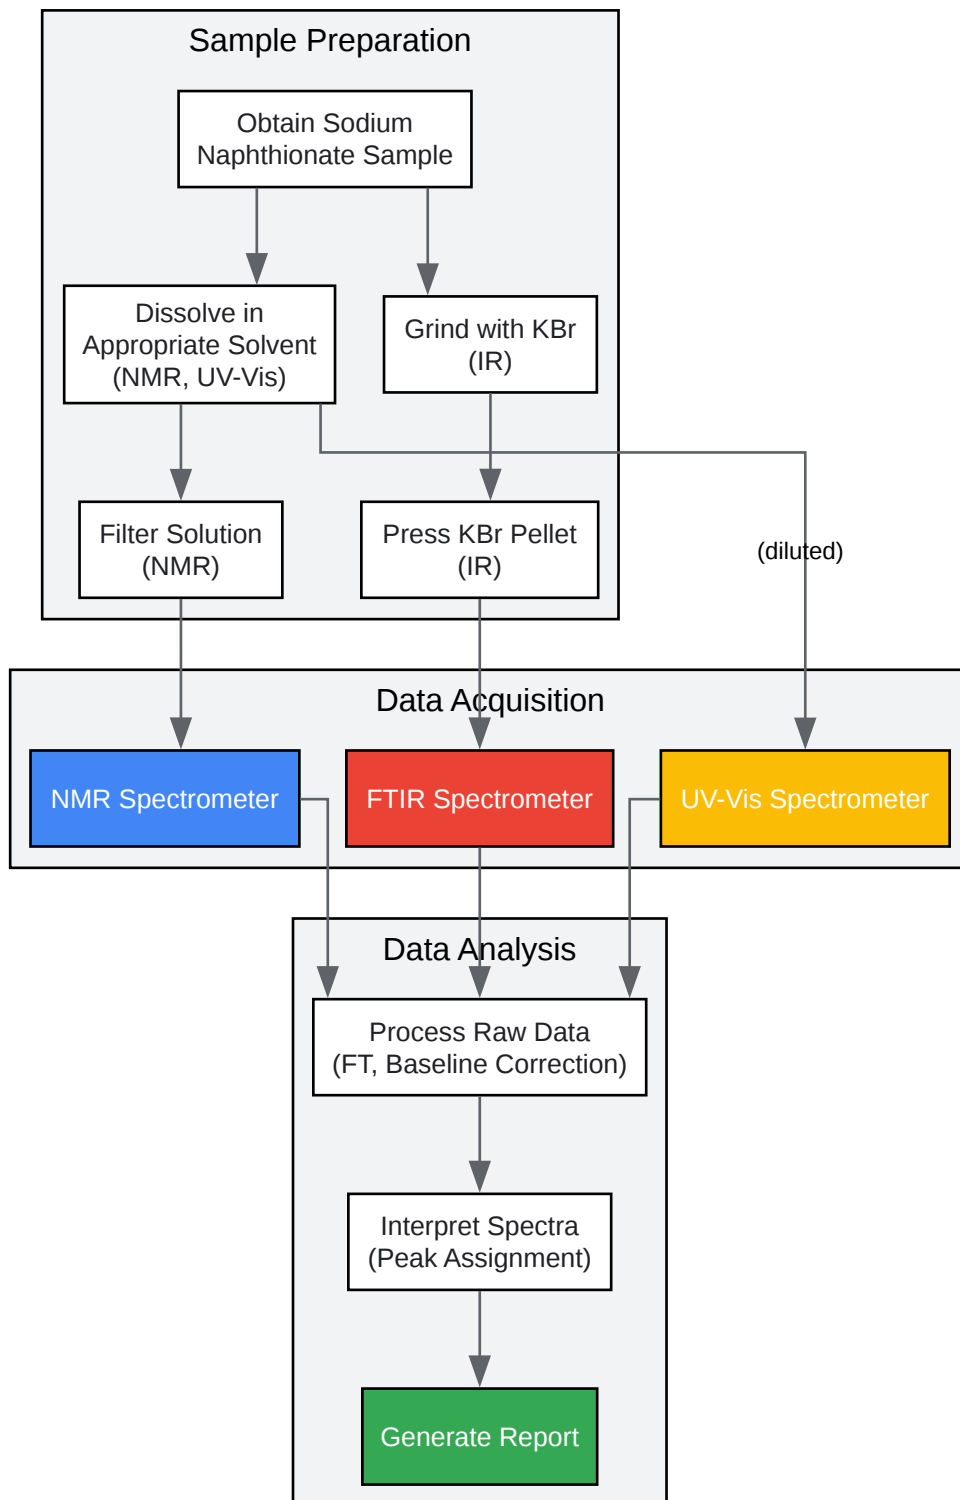 Sample Preparation
Obtain Sodium
Naphthionate Sample
Dissolve in
Appropriate Solvent
(NMR, UV-Vis)
Grind with KBr
(IR)
Filter Solution
(NMR)
Press KBr Pellet
(IR)
(diluted)
Data Acquisition
NMR Spectrometer
FTIR Spectrometer
UV-Vis Spectrometer
Data Analysis
Process Raw Data
(FT, Baseline Correction)
Interpret Spectra
(Peak Assignment)
Generate Report